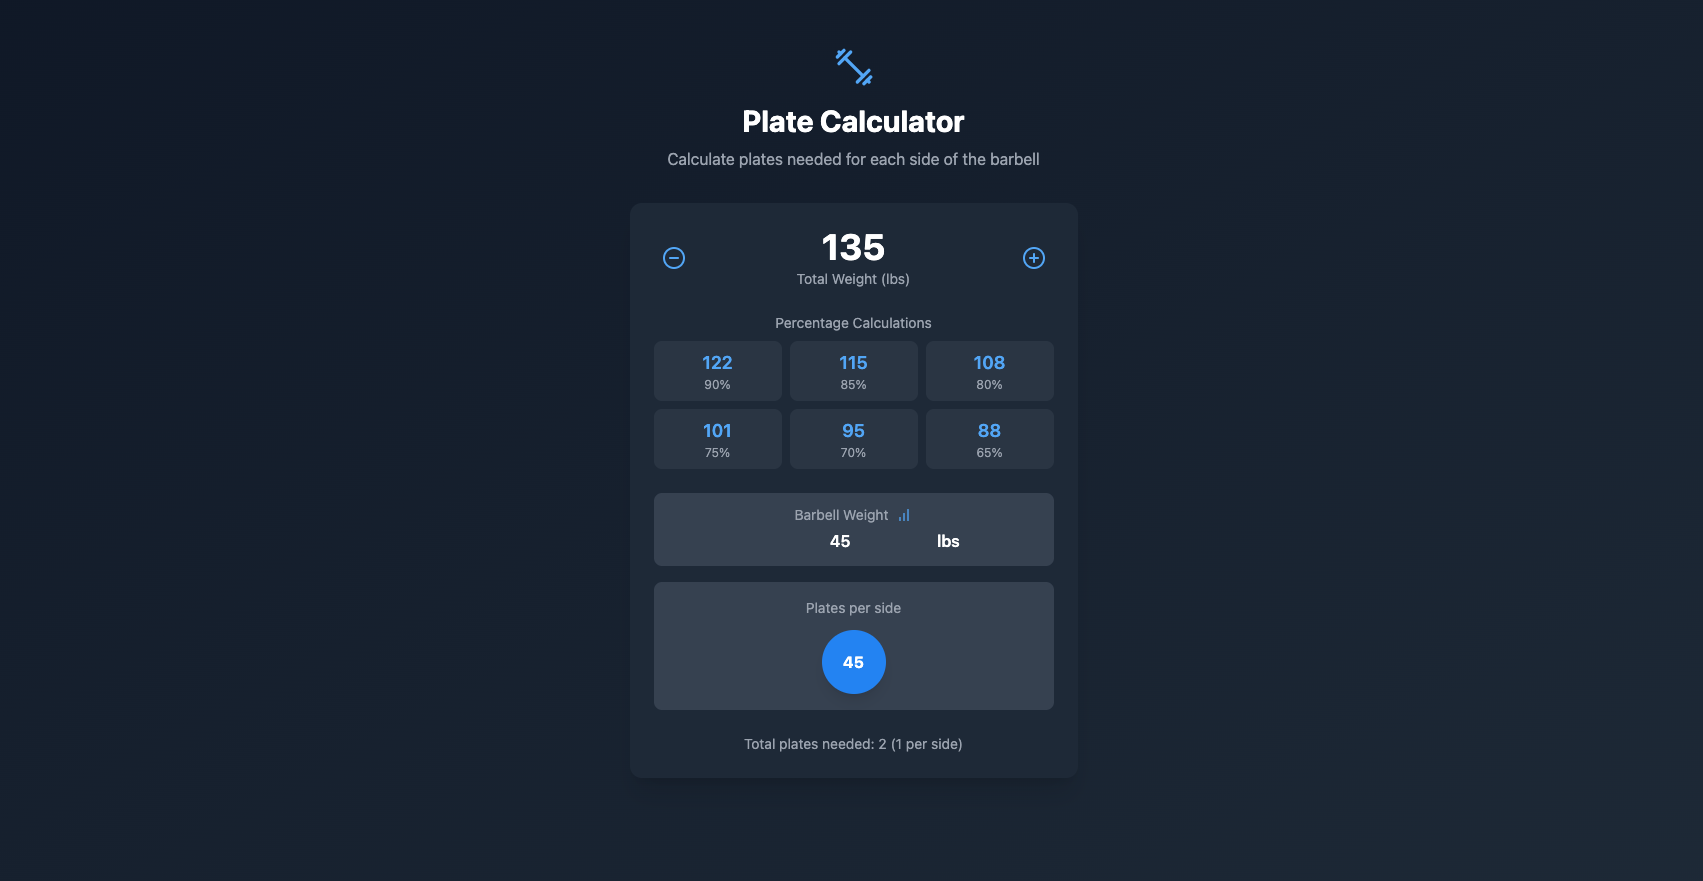 Plate Calculator
Calculate plates needed for each side of the barbell
135
Total Weight (lbs)
Percentage Calculations
122 115 108
90% 85% 80%
101 95 88
75% 70% 65%
Barbell Weight
45 lbs
Plates per side
45
Total plates needed: 2 (1 per side)